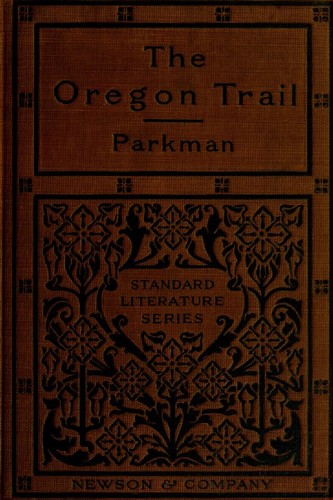 The
Oregon Trail
Parkman
STANDARD
LITERATURE
SERIES
NEWSON & COMPANY